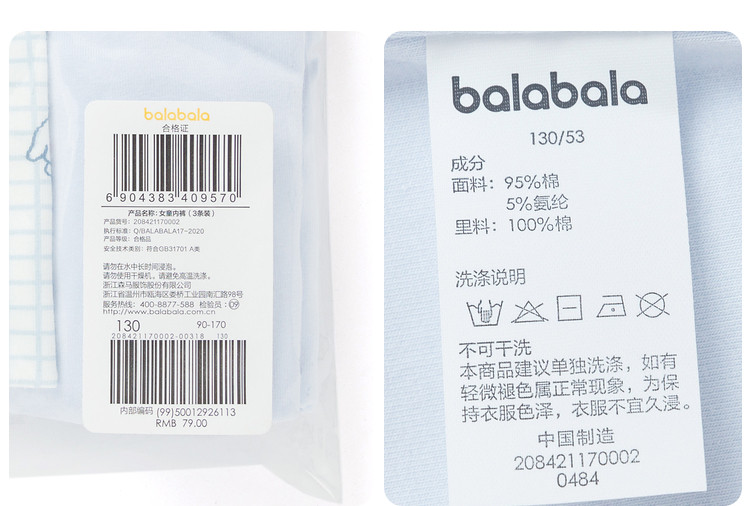 balabala
合格证
6 904383 409570
产品名称:女童内裤(3条装)
产品货号: 208421170002
执行标准: Q/BALABALA17-2020
产品等级: 合格品
安全技术类别: 符合GB31701 A类
请勿在水中长时间浸泡。
请勿使用干燥机，请避免高温洗涤。
浙江森马服饰股份有限公司
浙江省温州市瓯海区娄桥工业园南汇路98号
服务热线: 400-8877-588 检验员:
http://www.balabala.com.cn
130 90-170
208421170002-00318 130
内部编码 (99)50012926113
RMB 79.00
balabala
130/53
成分
面料: 95%棉
5%氨纶
里料: 100%棉
洗涤说明
不可干洗
本商品建议单独洗涤，如有
轻微褪色属正常现象，为保
持衣服色泽，衣服不宜久浸。
中国制造
208421170002
0484